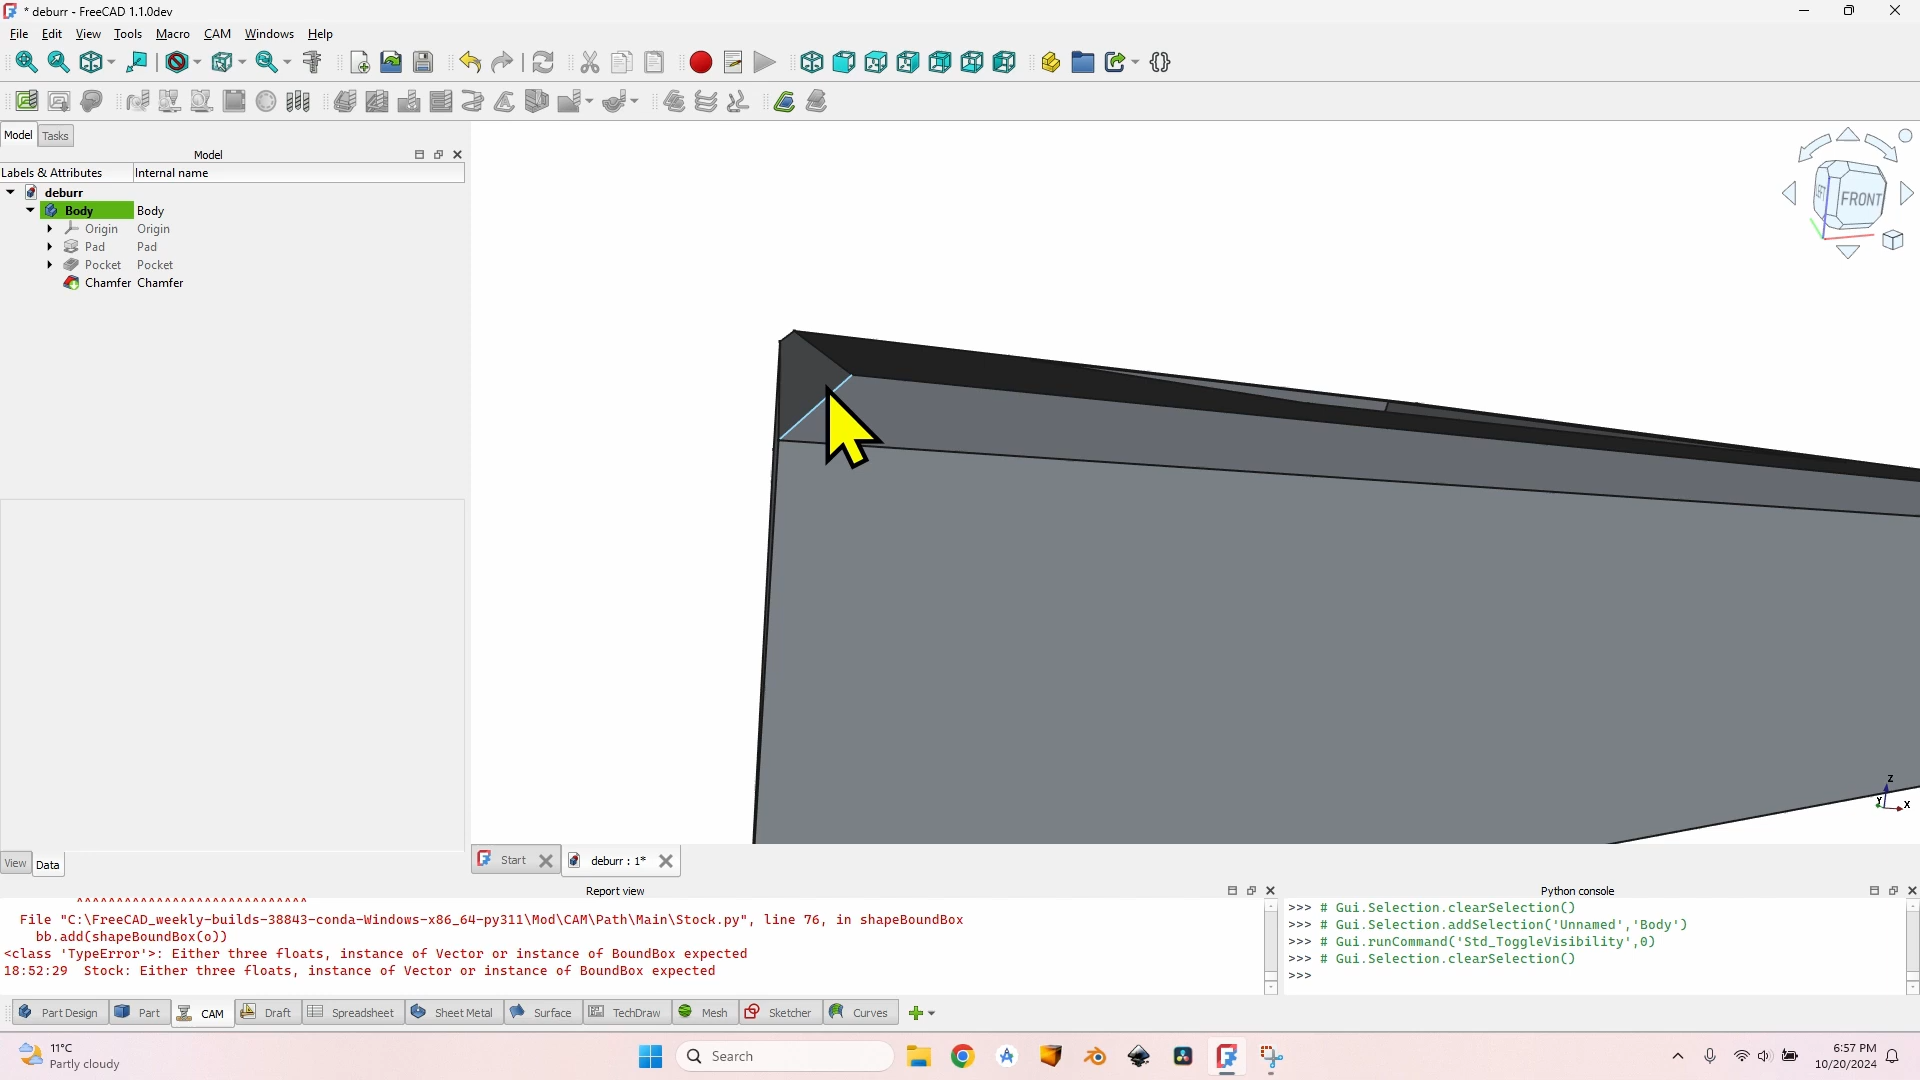 * deburr - FreeCAD 1.1.0dev
File Edit View Tools Macro CAM Windows Help
Model Tasks
Model
Labels & Attributes Internal name
deburr
Body Body
Origin Origin
Pad Pad
Pocket Pocket
Chamfer Chamfer
LEFT FRONT
Z
Y X
View Data
Start deburr : 1*
Report view
^^^^^^^^^^^^^^^^^^^^^^^^^^^^^
File "C:\FreeCAD_weekly-builds-38843-conda-Windows-x86_64-py311\Mod\CAM\Path\Main\Stock.py", line 76, in shapeBoundBox
bb.add(shapeBoundBox(o))
<class 'TypeError'>: Either three floats, instance of Vector or instance of BoundBox expected
18:52:29 Stock: Either three floats, instance of Vector or instance of BoundBox expected
Python console
>>> # Gui.Selection.clearSelection()
>>> # Gui.Selection.addSelection('Unnamed','Body')
>>> # Gui.runCommand('Std_ToggleVisibility',0)
>>> # Gui.Selection.clearSelection()
>>>
Part Design Part CAM Draft Spreadsheet Sheet Metal Surface TechDraw Mesh Sketcher Curves
11°C
Partly cloudy
Search
6:57 PM
10/20/2024